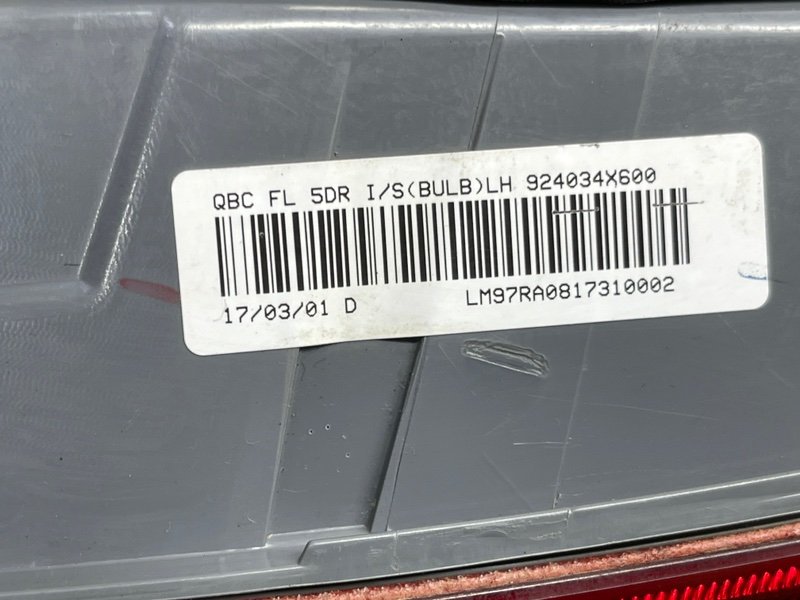 QBC FL 5DR I/S(BULB)LH 924034X600
17/03/01 D LM97RA0817310002